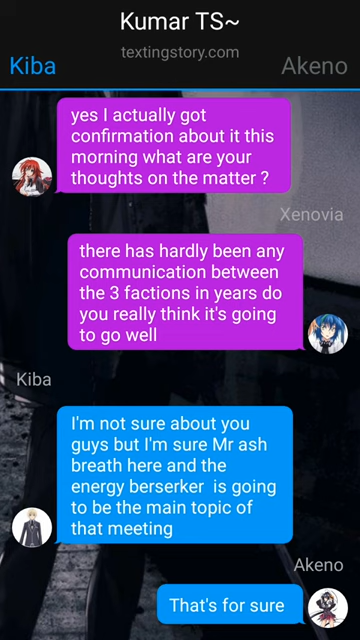 Kumar TS~
textingstory.com
Kiba
Akeno
yes I actually got
confirmation about it this
morning what are your
thoughts on the matter ?
Xenovia
there has hardly been any
communication between
the 3 factions in years do
you really think it's going
to go well
Kiba
I'm not sure about you
guys but I'm sure Mr ash
breath here and the
energy berserker  is going
to be the main topic of
that meeting
Akeno
That's for sure